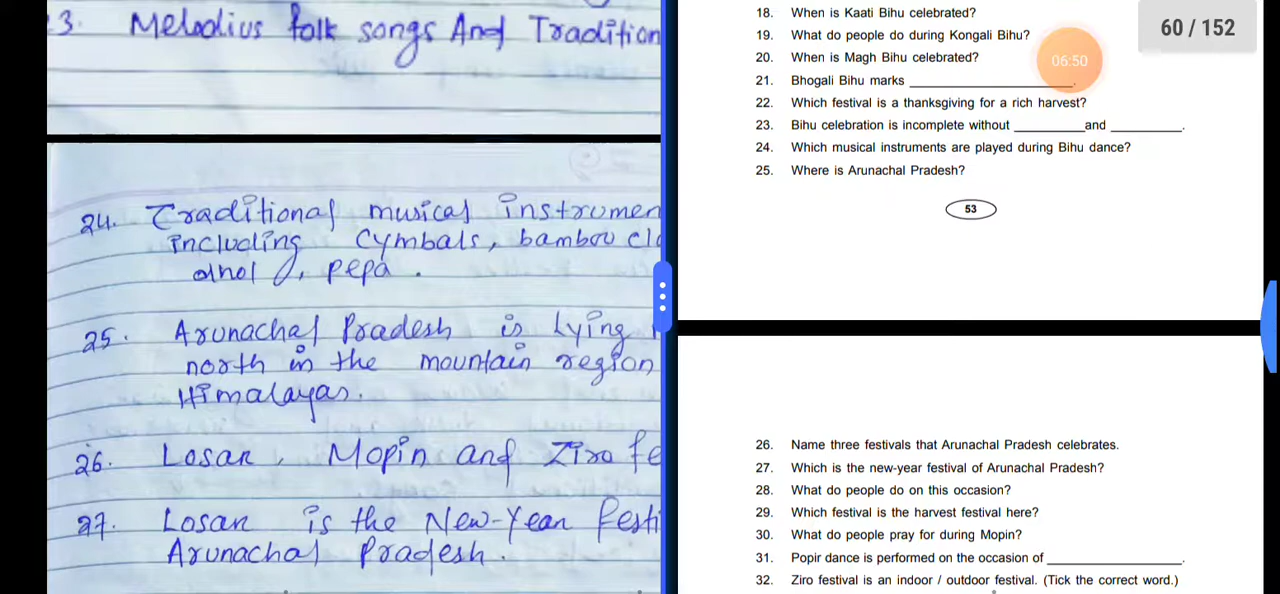 3. Melodius folk songs And Tradition
24. Traditional musical instrumen
including cymbals, bambou cla
dhol, pepa.
25. Arunachal Pradesh is lying
north in the mountain region
Himalayas.
26. Losar, Mopin and Ziro fe
27. Losar is the New-Year festi
Arunachal Pradesh.
18. When is Kaati Bihu celebrated?
19. What do people do during Kongali Bihu?
20. When is Magh Bihu celebrated?
21. Bhogali Bihu marks ____________________.
22. Which festival is a thanksgiving for a rich harvest?
23. Bihu celebration is incomplete without _________and _________.
24. Which musical instruments are played during Bihu dance?
25. Where is Arunachal Pradesh?
53
26. Name three festivals that Arunachal Pradesh celebrates.
27. Which is the new-year festival of Arunachal Pradesh?
28. What do people do on this occasion?
29. Which festival is the harvest festival here?
30. What do people pray for during Mopin?
31. Popir dance is performed on the occasion of _________________.
32. Ziro festival is an indoor / outdoor festival. (Tick the correct word.)
60 / 152
06:50